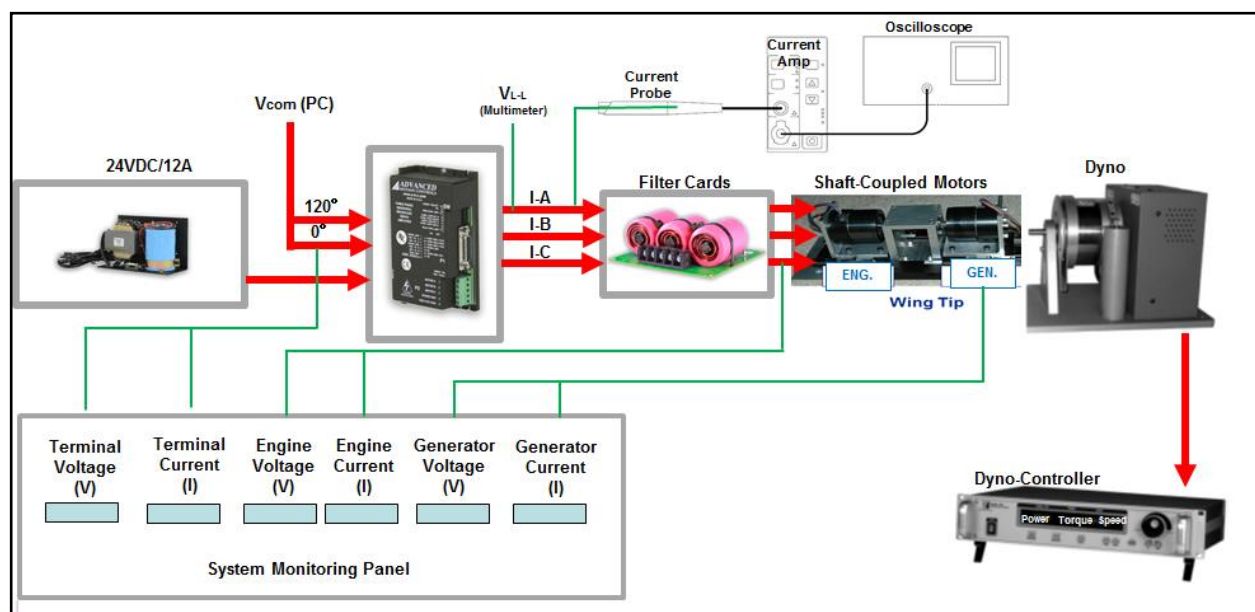 Oscilloscope
Current
Amp
Current
Probe
VL-L
(Multimeter)
Vcom (PC)
24VDC/12A
120°
0°
ADVANCED
I-A
I-B
I-C
Filter Cards
Shaft-Coupled Motors
Dyno
ENG.
GEN.
Wing Tip
Terminal
Voltage
(V)
Terminal
Current
(I)
Engine
Voltage
(V)
Engine
Current
(I)
Generator
Voltage
(V)
Generator
Current
(I)
System Monitoring Panel
Dyno-Controller
Power Torque Speed